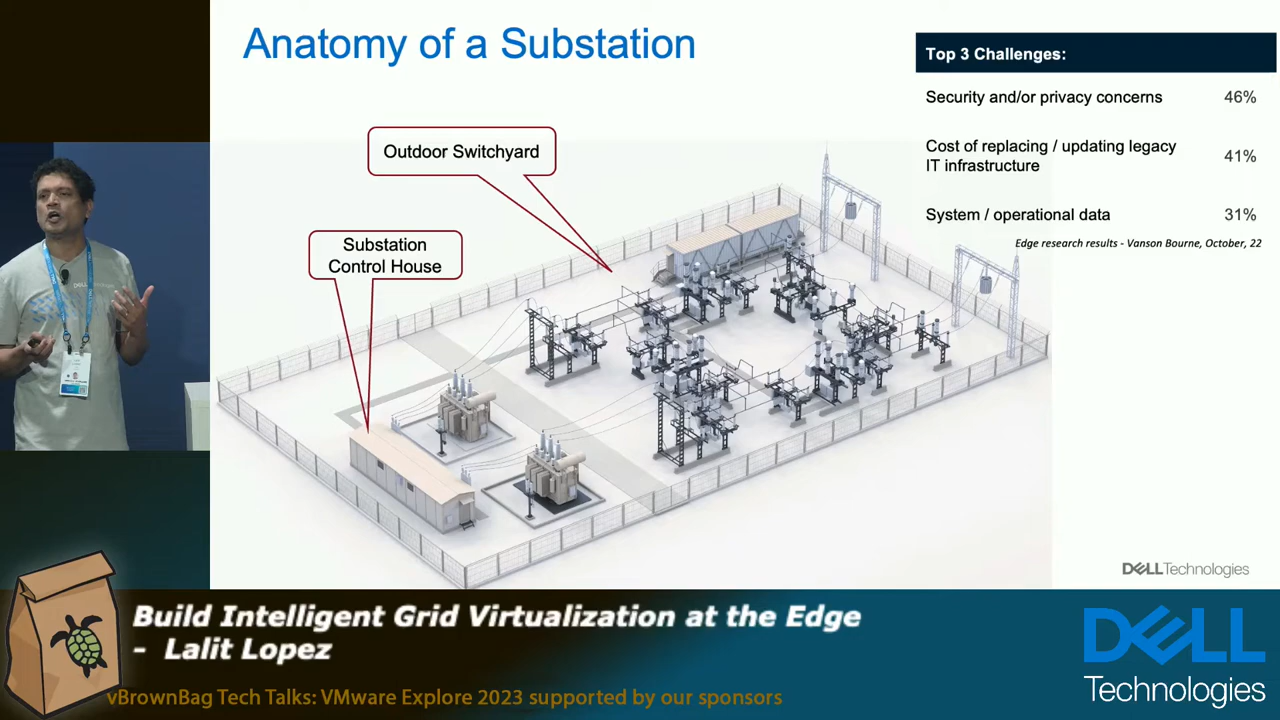 Anatomy of a Substation
Top 3 Challenges:
Security and/or privacy concerns 46%
Cost of replacing / updating legacy
IT infrastructure 41%
System / operational data 31%
Edge research results - Vanson Bourne, October, 22
Outdoor Switchyard
Substation
Control House
DELL Technologies
Build Intelligent Grid Virtualization at the Edge
- Lalit Lopez
vBrownBag Tech Talks: VMware Explore 2023 supported by our sponsors
DELL
Technologies